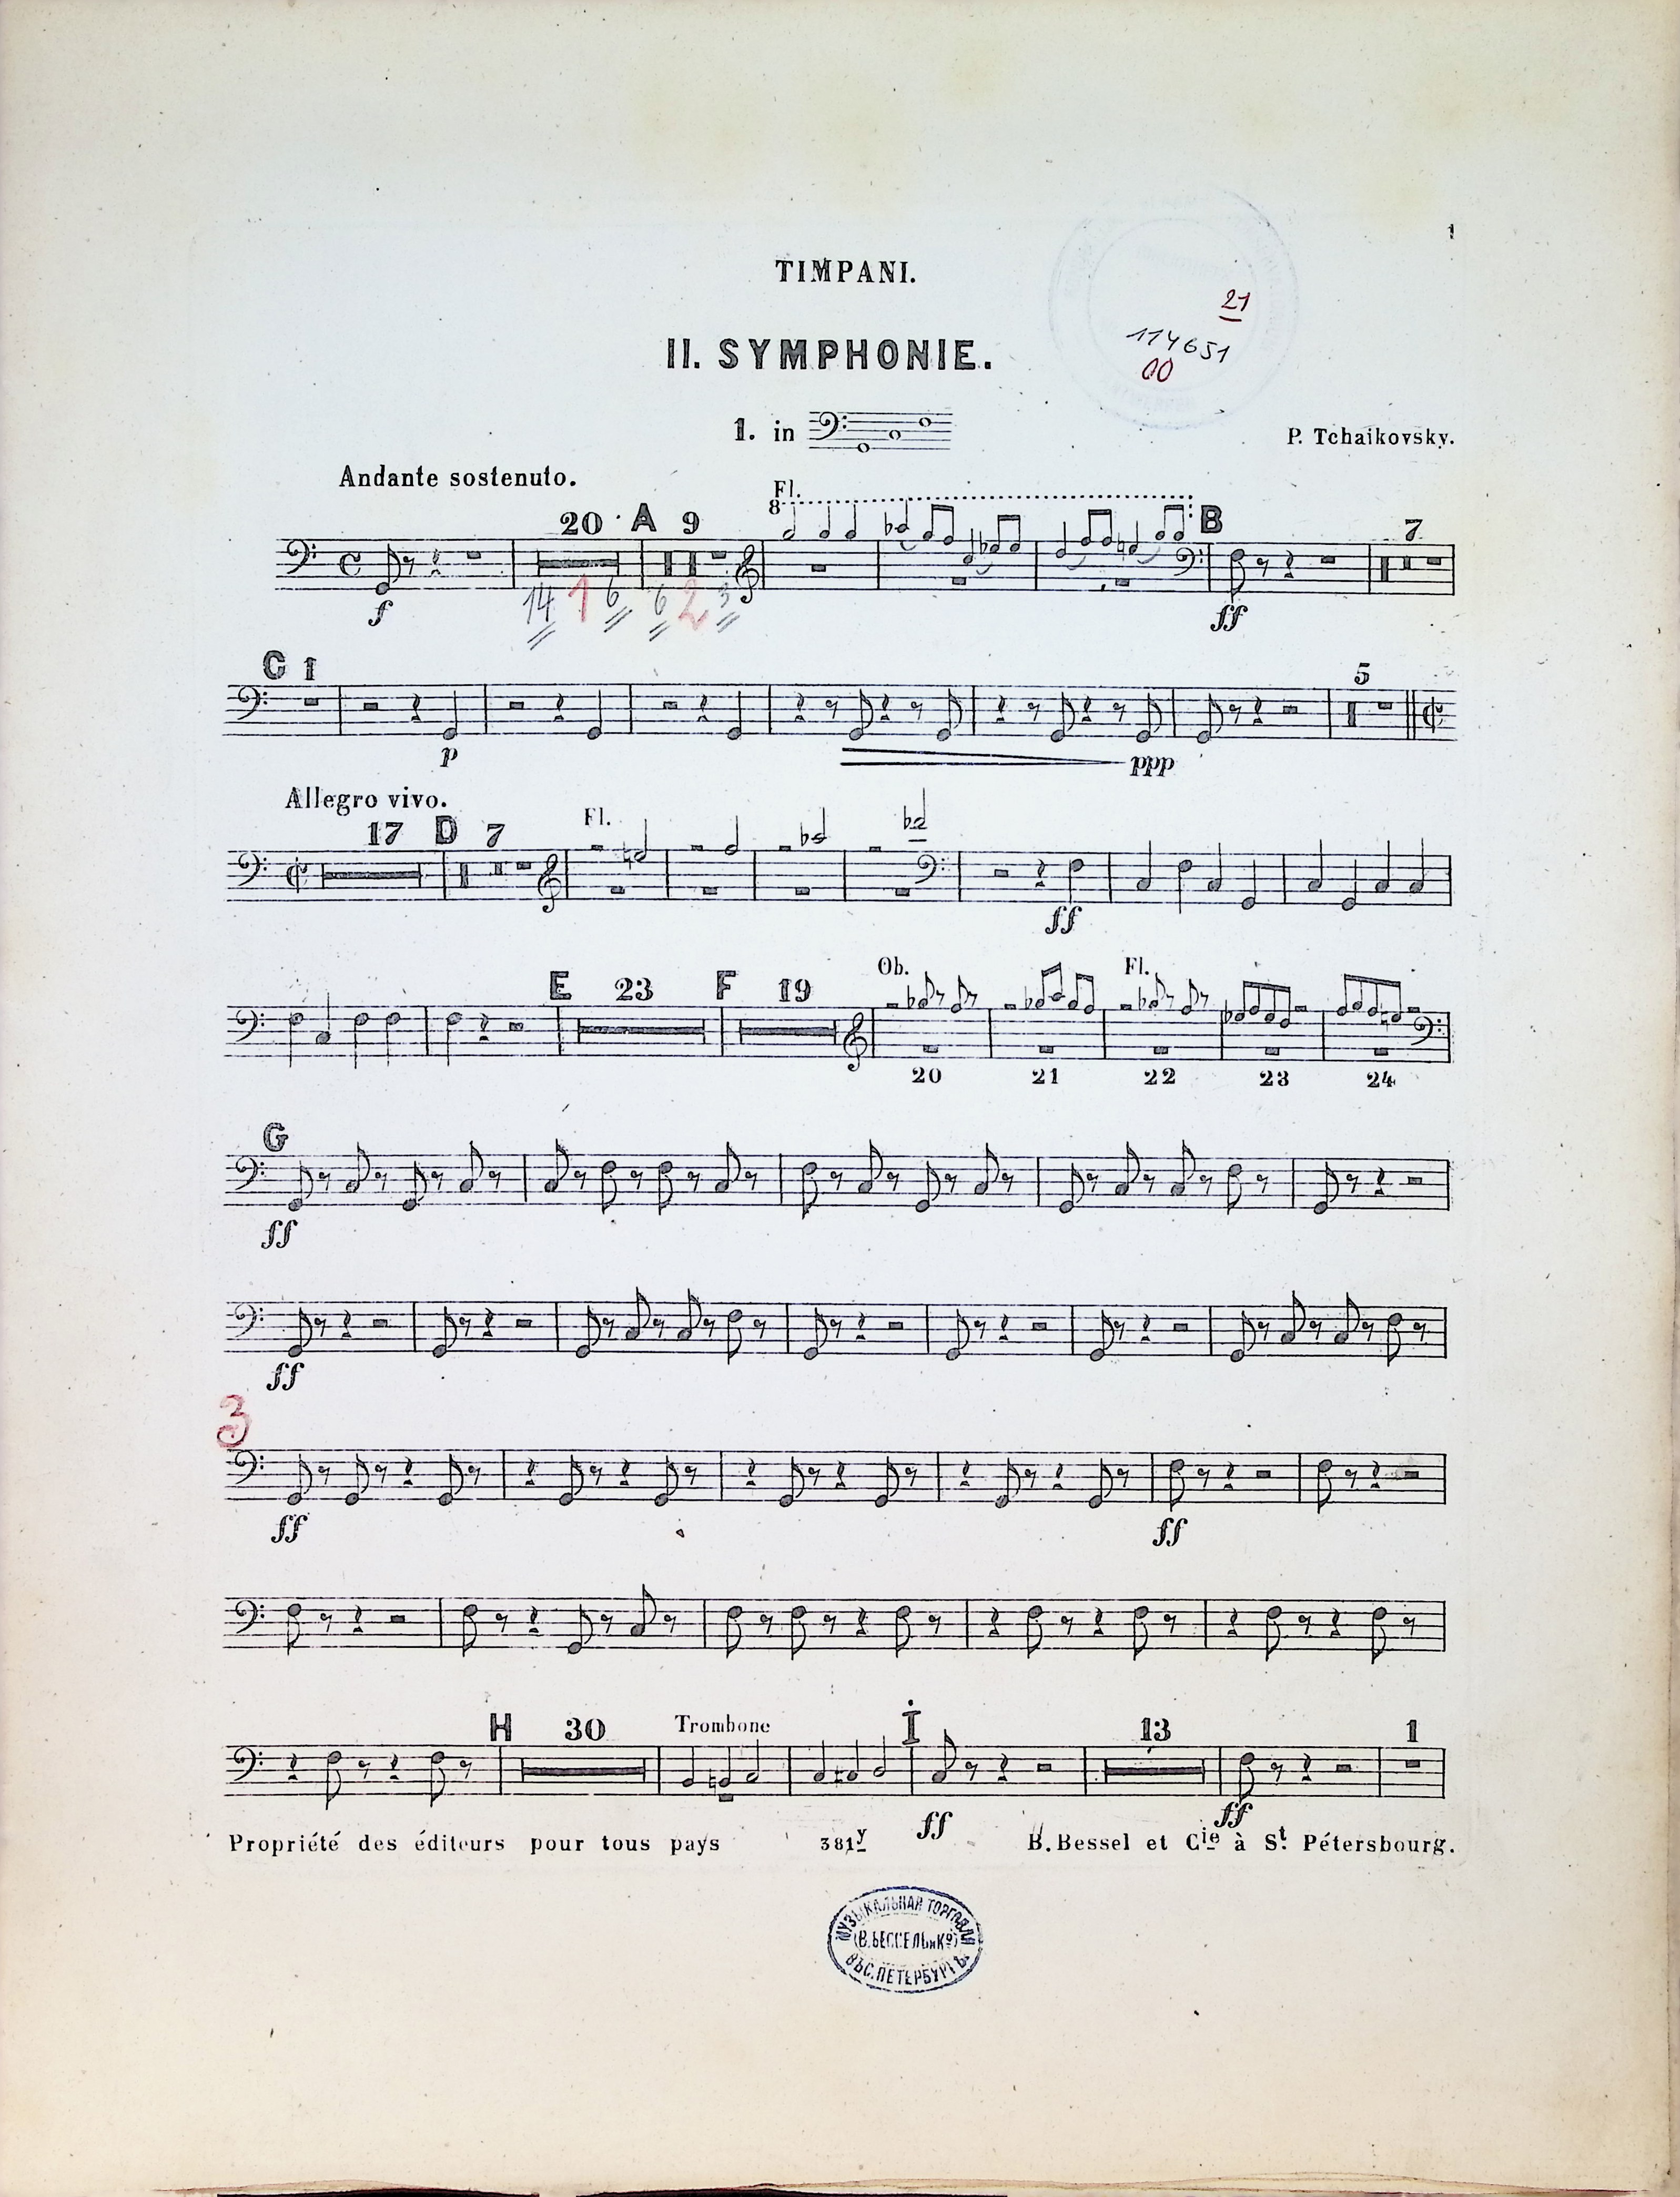 1
TIMPANI.
21
114651
00
II. SYMPHONIE.
1. in
P. Tchaikovsky.
Andante sostenuto.
Fl.
8
20 A 9 B 7
14 1 6 6 2 3
f ff
C 1 5
p ppp
Allegro vivo.
17 D 7 Fl.
ff
E 23 F 19 Ob. Fl.
20 21 22 23 24
G
ff
ff
3
ff ff
H 30 Trombone I 13 1
ff ff
Propriété des éditeurs pour tous pays 381y B. Bessel et Cie à St. Pétersbourg.
МУЗЫКАЛЬНАЯ ТОРГОВЛЯ
(В. БЕССЕЛЬ и Ко)
ВЪ С. ПЕТЕРБУРГѢ